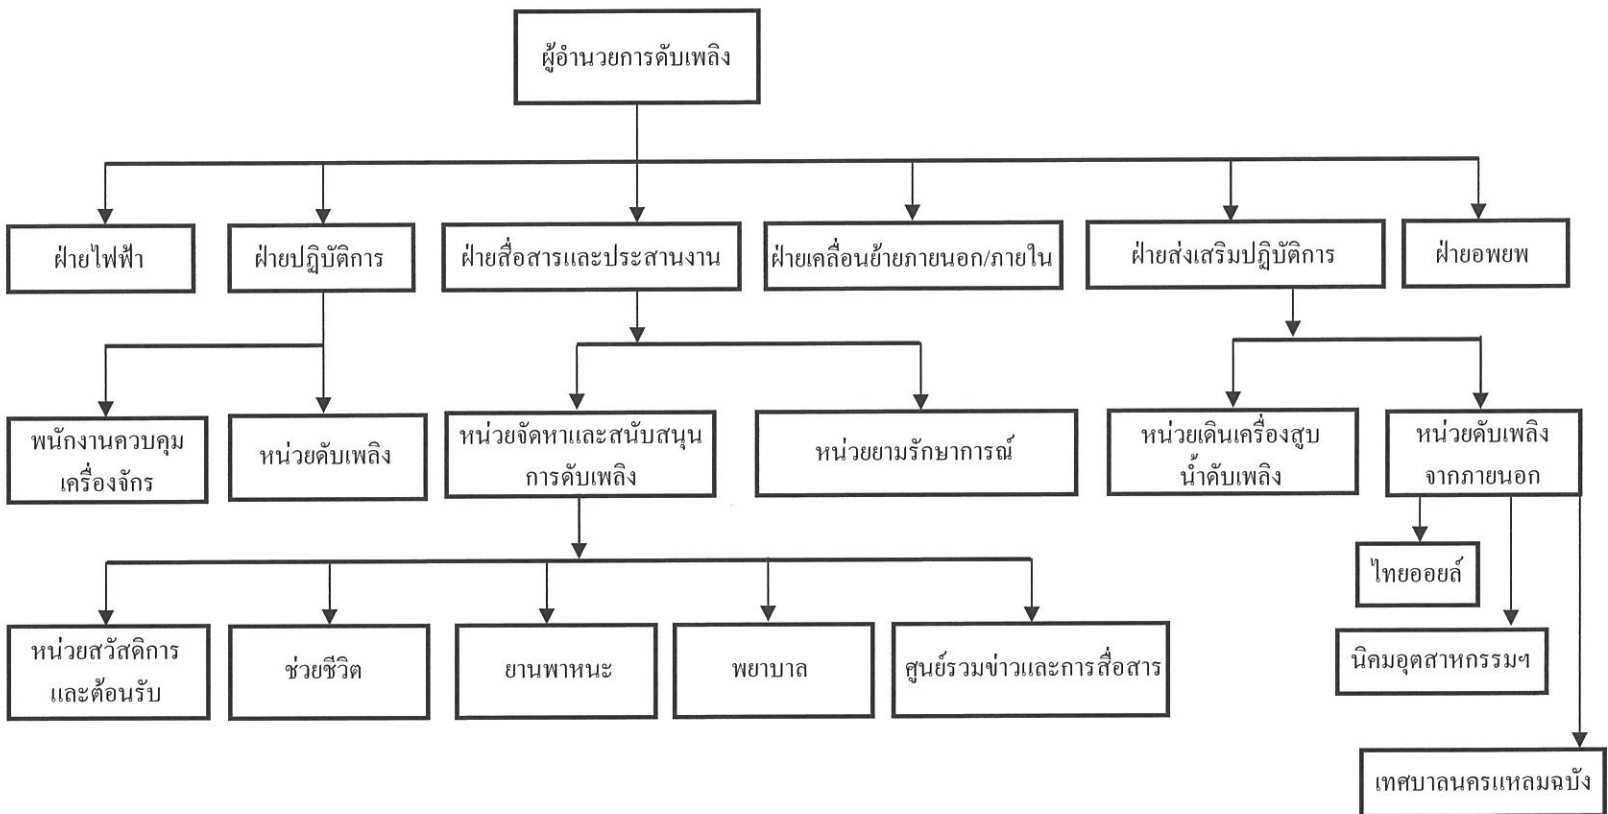 ผู้อำนวยการดับเพลิง
ฝ่ายไฟฟ้า
ฝ่ายปฏิบัติการ
ฝ่ายสื่อสารและประสานงาน
ฝ่ายเคลื่อนย้ายภายนอก/ภายใน
ฝ่ายส่งเสริมปฏิบัติการ
ฝ่ายอพยพ
พนักงานควบคุม
เครื่องจักร
หน่วยดับเพลิง
หน่วยจัดหาและสนับสนุน
การดับเพลิง
หน่วยยามรักษาการณ์
หน่วยเดินเครื่องสูบ
น้ำดับเพลิง
หน่วยดับเพลิง
จากภายนอก
ไทยออยล์
นิคมอุตสาหกรรมฯ
เทศบาลนครแหลมฉบัง
หน่วยสวัสดิการ
และต้อนรับ
ช่วยชีวิต
ยานพาหนะ
พยาบาล
ศูนย์รวมข่าวและการสื่อสาร